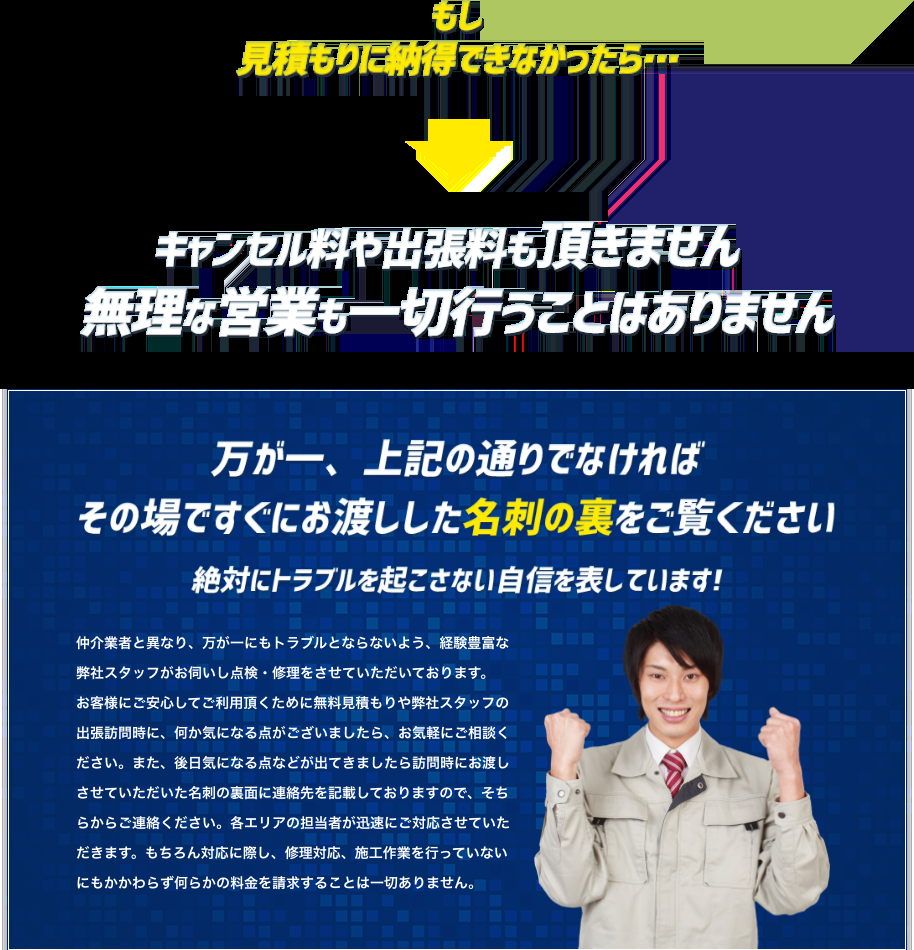 もし
見積もりに納得できなかったら…
キャンセル料や出張料も頂きません
無理な営業も一切行うことはありません
万が一、上記の通りでなければ
その場ですぐにお渡しした名刺の裏をご覧ください
絶対にトラブルを起こさない自信を表しています!
仲介業者と異なり、万が一にもトラブルとならないよう、経験豊富な
弊社スタッフがお伺いし点検・修理をさせていただいております。
お客様にご安心してご利用頂くために無料見積もりや弊社スタッフの
出張訪問時に、何か気になる点がございましたら、お気軽にご相談く
ださい。また、後日気になる点などが出てきましたら訪問時にお渡し
させていただいた名刺の裏面に連絡先を記載しておりますので、そち
らからご連絡ください。各エリアの担当者が迅速にご対応させていた
だきます。もちろん対応に際し、修理対応、施工作業を行っていない
にもかかわらず何らかの料金を請求することは一切ありません。